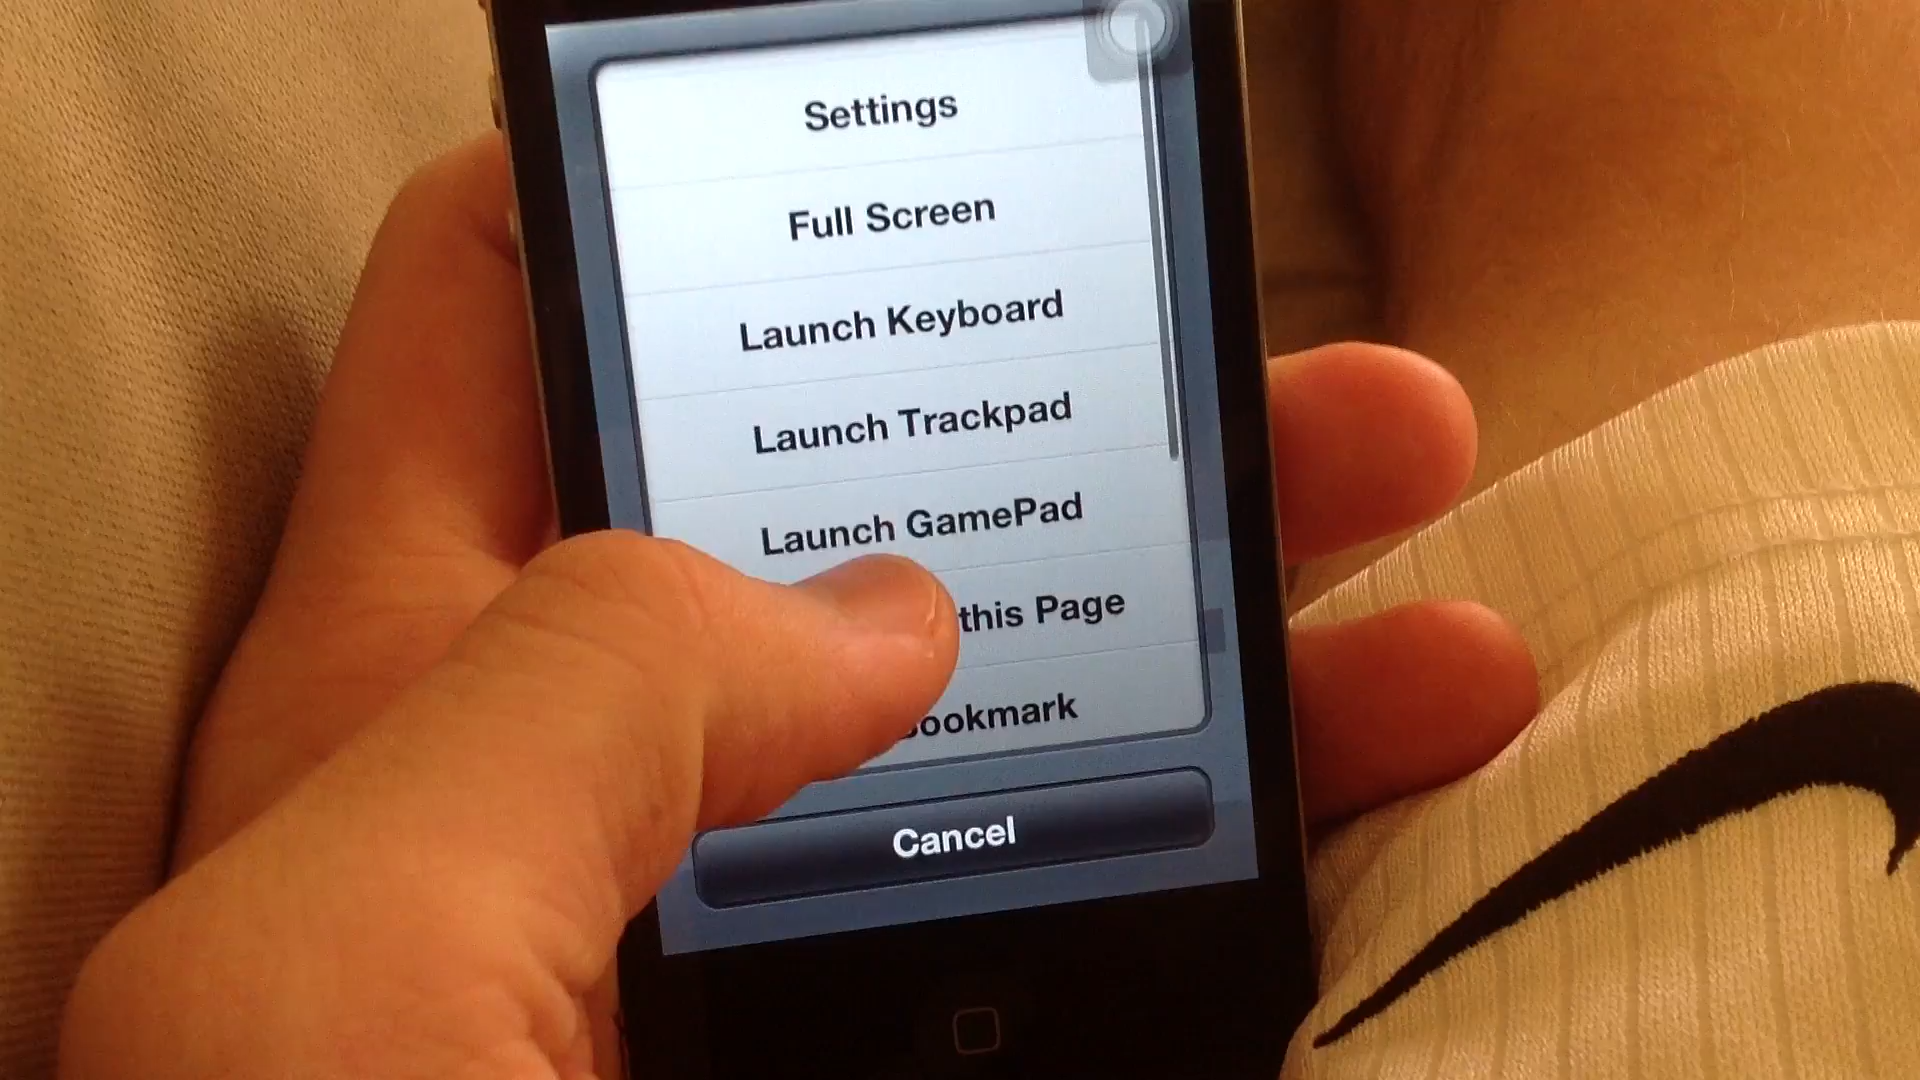 Settings
Full Screen
Launch Keyboard
Launch Trackpad
Launch GamePad
this Page
ookmark
Cancel